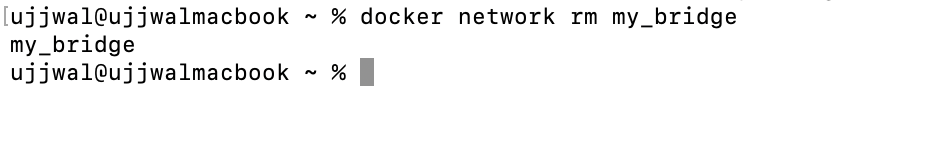 [ujjwal@ujjwalmacbook ~ % docker network rm my_bridge
my_bridge
ujjwal@ujjwalmacbook ~ %